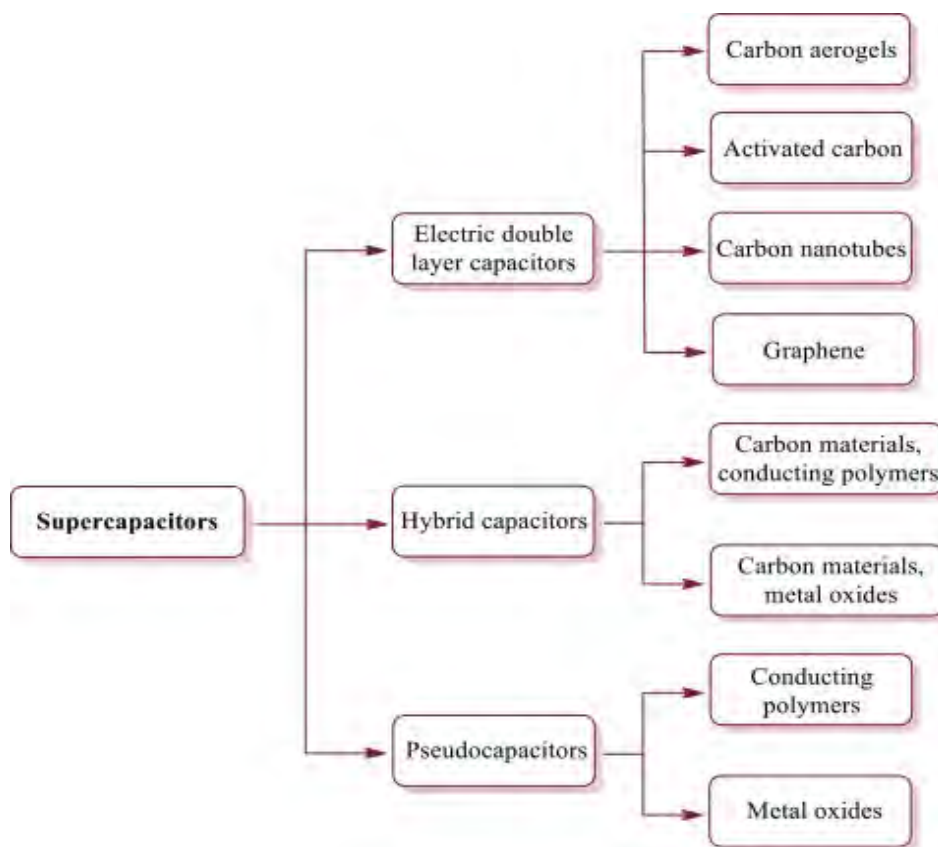 Carbon aerogels
Activated carbon
Electric double
layer capacitors
Carbon nanotubes
Graphene
Carbon materials,
conducting polymers
Supercapacitors
Hybrid capacitors
Carbon materials,
metal oxides
Conducting
polymers
Pseudocapacitors
Metal oxides